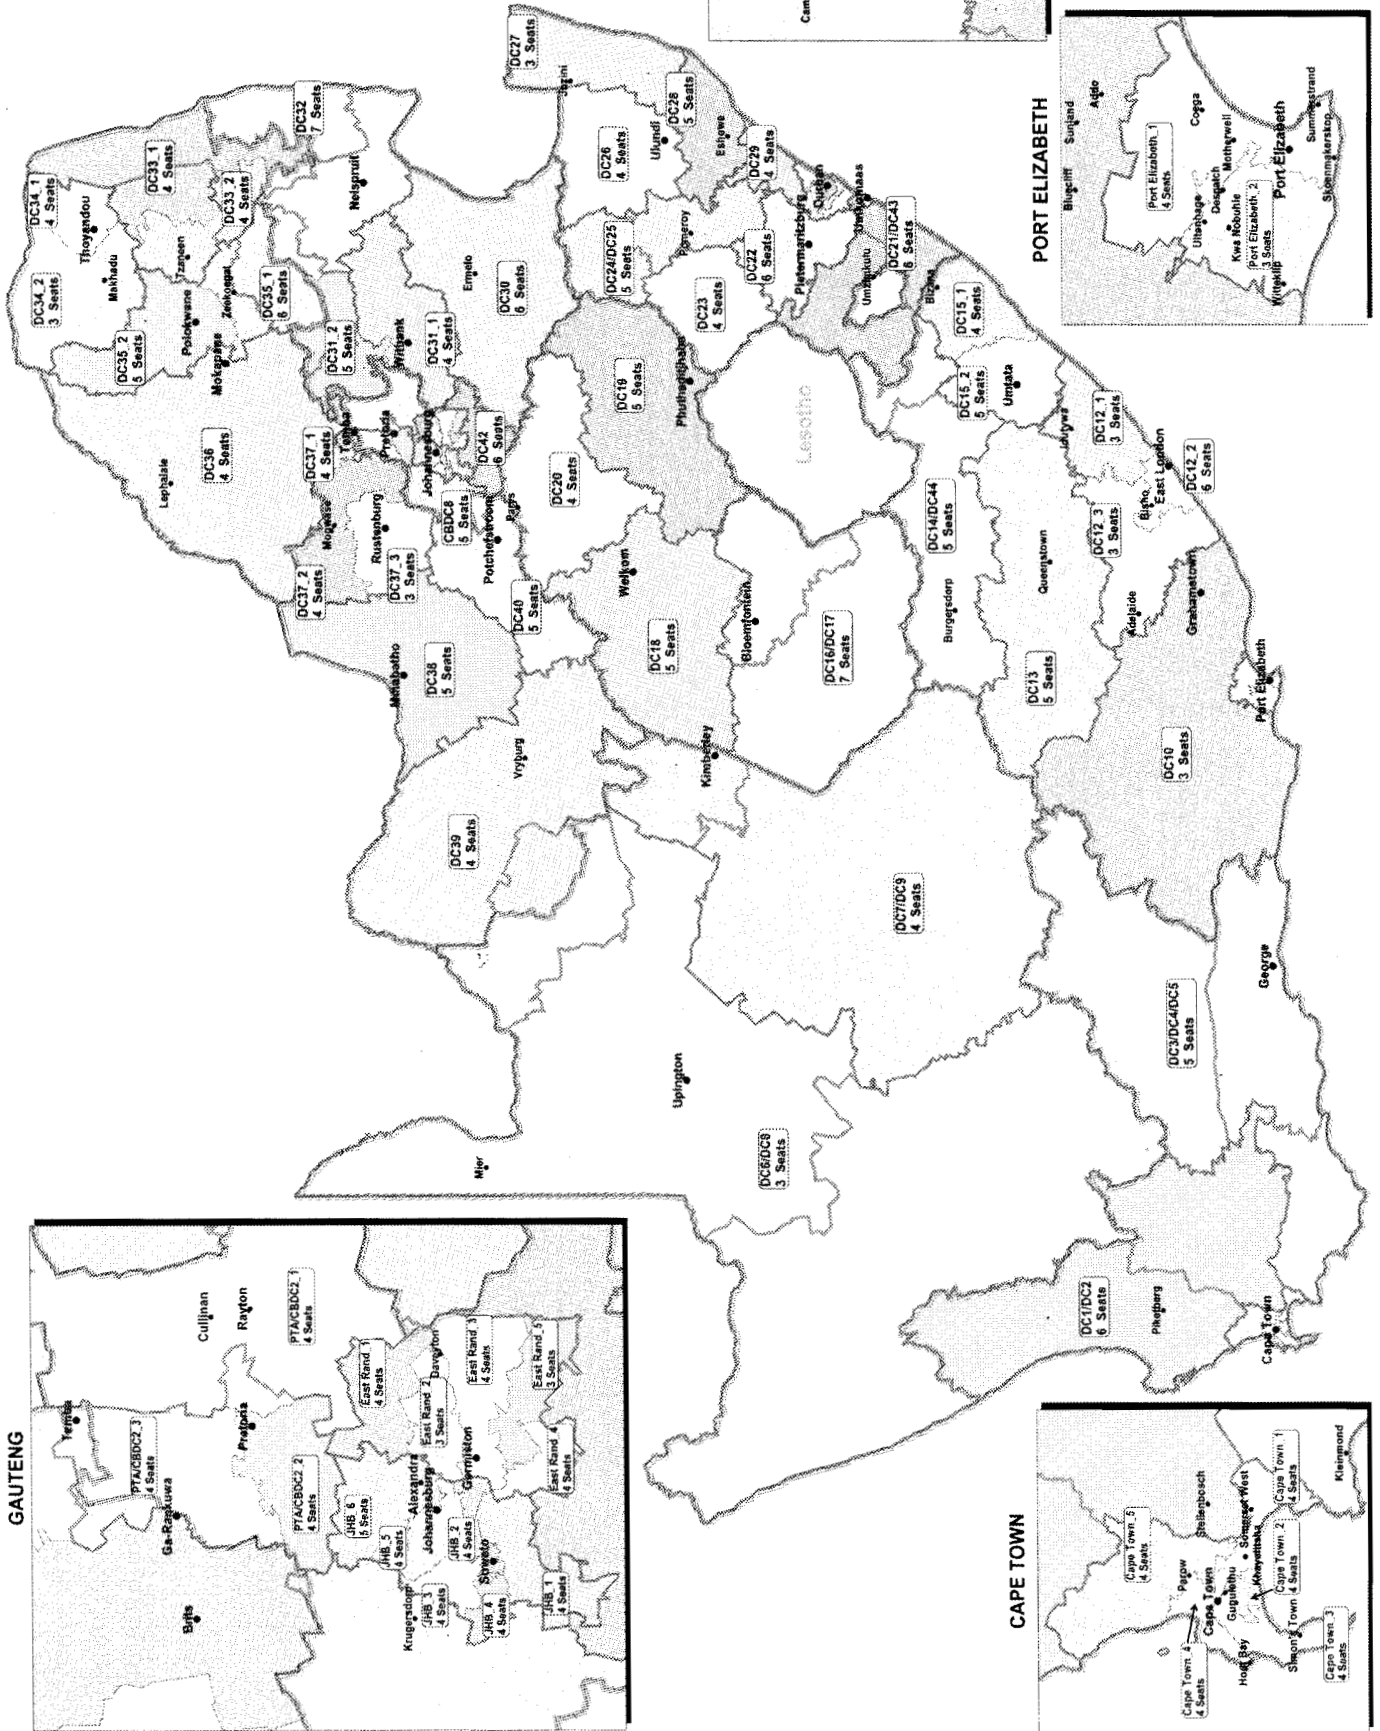 GAUTENG
Temba
PTA/CBDC2_3
4 Seats
Cullinan
Rayton
PTA/CBDC2_1
4 Seats
Ga-Rankuwa
Pretoria
PTA/CBDC2_2
4 Seats
Brits
East Rand_1
4 Seats
JHB_6
5 Seats
Alexandra
East Rand_2
3 Seats
Daveyton
East Rand_3
4 Seats
JHB_5
4 Seats
Johannesburg
Germiston
JHB_2
4 Seats
Krugersdorp
JHB_3
4 Seats
Soweto
JHB_4
4 Seats
JHB_1
4 Seats
East Rand_4
4 Seats
East Rand_5
3 Seats
DC34_2
3 Seats
DC34_1
4 Seats
Thoyandou
Makhadu
DC35_2
5 Seats
DC33_1
4 Seats
Tzaneen
Polokwane
Zeekoegat
DC33_2
4 Seats
Mokapane
DC35_1
6 Seats
Lephalale
DC36
4 Seats
DC32
7 Seats
Nelspruit
DC31_2
5 Seats
DC37_1
4 Seats
Temba
Mogwase
DC37_2
4 Seats
Rustenburg
DC37_3
3 Seats
Pretoria
Witbank
DC31_1
4 Seats
Johannesburg
Ermelo
DC30
6 Seats
Mmabatho
DC38
5 Seats
CBDC8
5 Seats
DC42
6 Seats
Potchefstroom
Parys
DC40
5 Seats
DC39
4 Seats
Vryburg
DC27
3 Seats
Jozini
DC20
4 Seats
DC26
4 Seats
Ulundi
DC28
5 Seats
Eshowe
DC24/DC25
5 Seats
DC19
5 Seats
Welkom
DC18
5 Seats
Phuthaditjhaba
Pomeroy
DC23
4 Seats
DC29
4 Seats
DC22
6 Seats
Durban
Pietermaritzburg
Umkomaas
Mier
Upington
Kimberley
Bloemfontein
Lesotho
DC16/DC17
7 Seats
Umzimkulu
DC21/DC43
6 Seats
Bizana
DC6/DC8
3 Seats
DC7/DC9
4 Seats
DC14/DC44
5 Seats
Burgersdorp
DC15_1
4 Seats
DC15_2
5 Seats
Umtata
Queenstown
DC13
5 Seats
Idutywa
DC12_1
3 Seats
DC12_3
3 Seats
Bisho
East London
DC12_2
6 Seats
Adelaide
Grahamstown
DC10
3 Seats
Port Elizabeth
DC1/DC2
6 Seats
Piketberg
DC3/DC4/DC5
5 Seats
George
Cape Town
Cam
CAPE TOWN
Cape Town_5
4 Seats
Stellenbosch
Parow
Cape Town_4
4 Seats
Cape Town
Gugulethu
Somerset West
Khayelitsha
Hout Bay
Cape Town_2
4 Seats
Cape Town_1
4 Seats
Simon's Town
Cape Town_3
4 Seats
Kleinmond
PORT ELIZABETH
Bluecliff
Sunland
Addo
Port Elizabeth_1
4 Seats
Coega
Uitenhage
Despatch
Motherwell
Kwa Nobuhle
Port Elizabeth_2
3 Seats
Port Elizabeth
Witteklip
Summerstrand
Skoenmakerskop